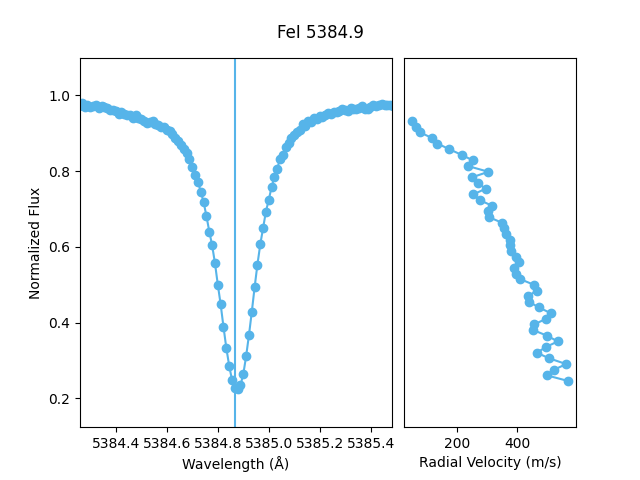 FeI 5384.9
Normalized Flux
1.0
0.8
0.6
0.4
0.2
5384.4 5384.6 5384.8 5385.0 5385.2 5385.4
Wavelength (Å)
200 400
Radial Velocity (m/s)